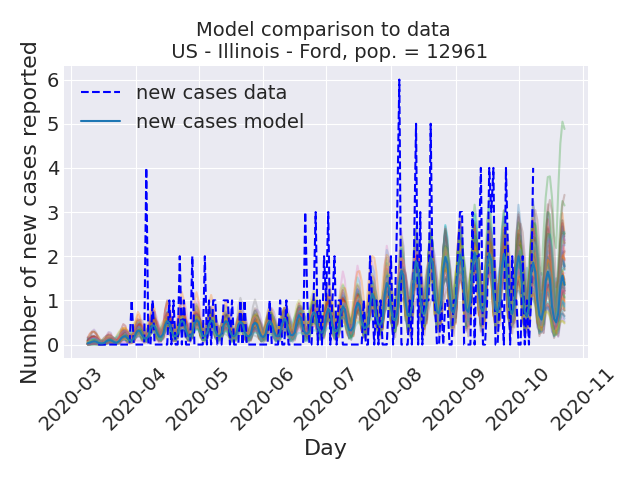 Model comparison to data
US - Illinois - Ford, pop. = 12961
Number of new cases reported
6
5
4
3
2
1
0
new cases data
new cases model
2020-03
2020-04
2020-05
2020-06
2020-07
2020-08
2020-09
2020-10
2020-11
Day